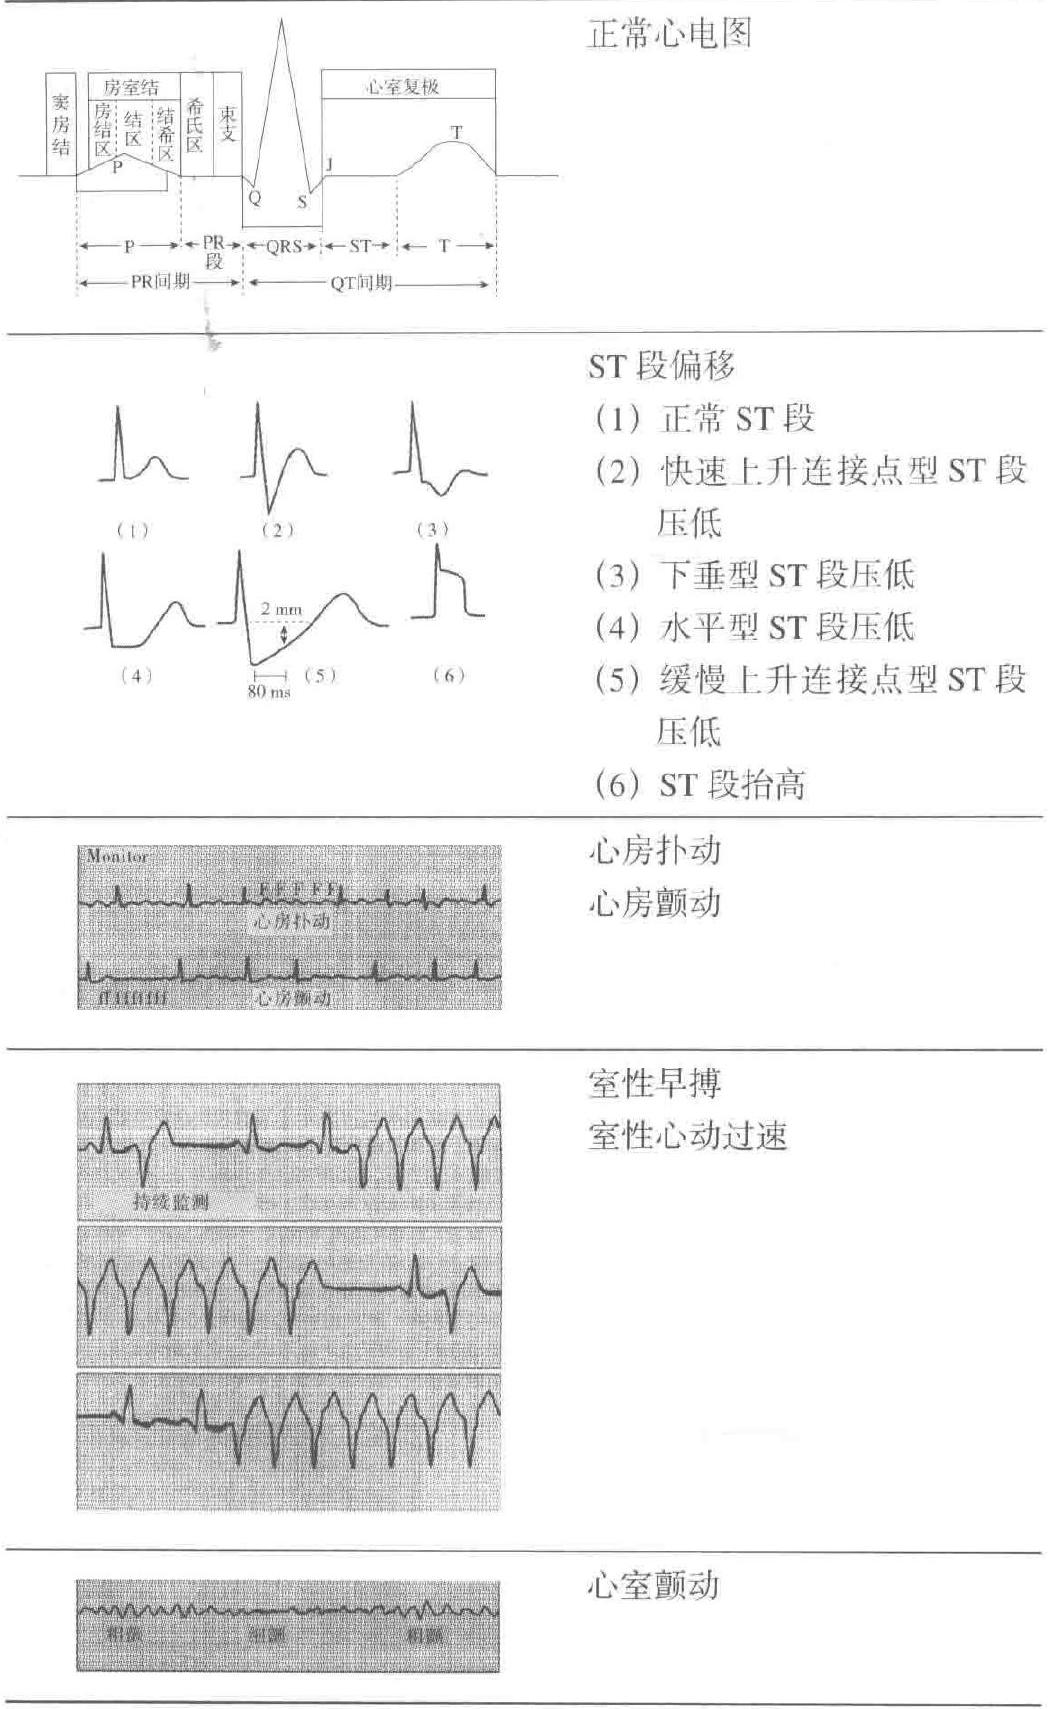 正常心电图
窦房结
房室结
房结区
结区
结希区
希氏区
束支
心室复极
P
Q
S
J
T
P
PR段
QRS
ST
T
PR间期
QT间期
ST 段偏移
(1) 正常 ST 段
(2) 快速上升连接点型 ST 段
压低
(3) 下垂型 ST 段压低
(4) 水平型 ST 段压低
(5) 缓慢上升连接点型 ST 段
压低
(6) ST 段抬高
(1)
(2)
(3)
2 mm
(4)
80 ms
(5)
(6)
心房扑动
心房颤动
Monitor
F F F F F
心房扑动
心房颤动
室性早搏
室性心动过速
持续监测
心室颤动
粗颤
细颤
粗颤